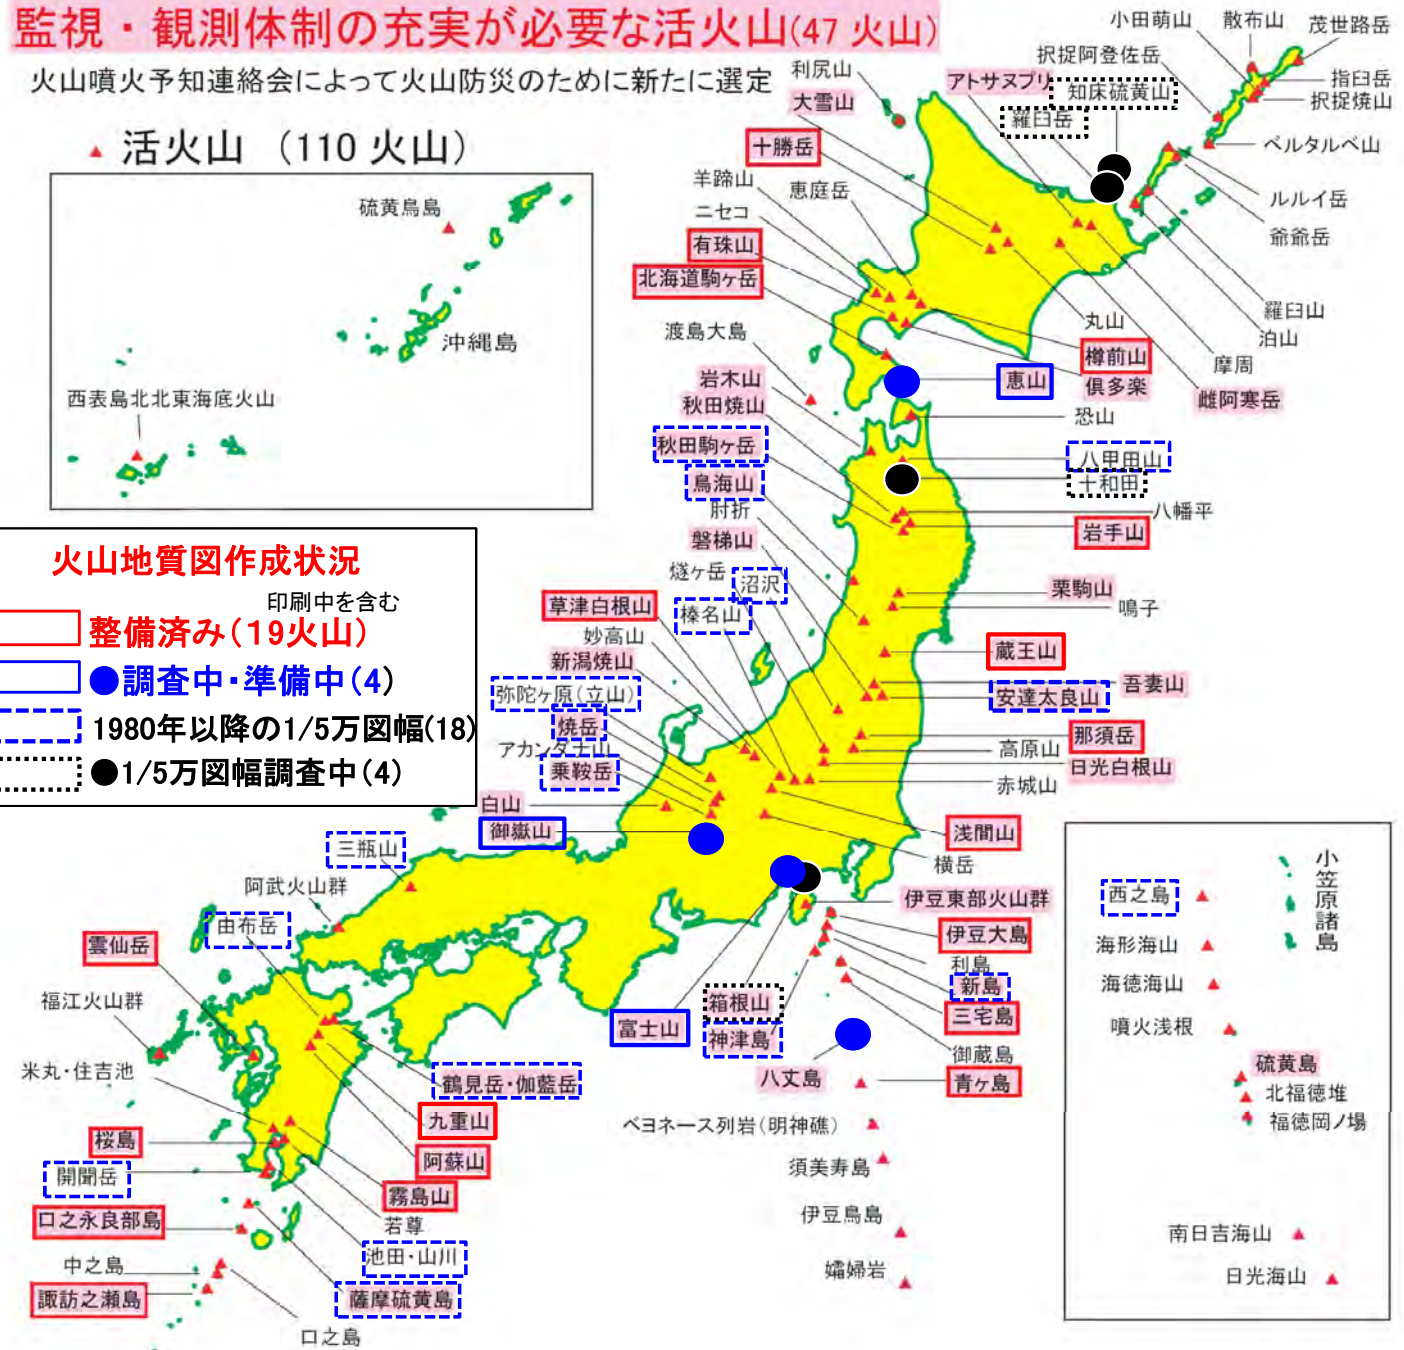 監視・観測体制の充実が必要な活火山(47 火山)
火山噴火予知連絡会によって火山防災のために新たに選定
活火山 （110 火山）
硫黄鳥島
沖縄島
西表島北北東海底火山
火山地質図作成状況
印刷中を含む
整備済み(19火山)
●調査中・準備中(4)
1980年以降の1/5万図幅(18)
●1/5万図幅調査中(4)
小田萌山
散布山
茂世路岳
択捉阿登佐岳
指臼岳
択捉焼山
ベルタルベ山
ルルイ岳
爺爺岳
羅臼山
泊山
摩周
雌阿寒岳
利尻山
大雪山
アトサヌプリ
知床硫黄山
羅臼岳
十勝岳
羊蹄山
恵庭岳
ニセコ
有珠山
北海道駒ヶ岳
渡島大島
丸山
樽前山
倶多楽
恵山
岩木山
秋田焼山
恐山
秋田駒ヶ岳
八甲田山
十和田
鳥海山
肘折
八幡平
岩手山
磐梯山
燧ヶ岳
沼沢
栗駒山
鳴子
草津白根山
榛名山
妙高山
新潟焼山
蔵王山
吾妻山
安達太良山
弥陀ヶ原(立山)
焼岳
アカンダナ山
乗鞍岳
那須岳
高原山
日光白根山
赤城山
白山
御嶽山
浅間山
横岳
三瓶山
阿武火山群
伊豆東部火山群
伊豆大島
利島
新島
三宅島
御蔵島
由布岳
雲仙岳
福江火山群
米丸・住吉池
富士山
箱根山
神津島
八丈島
青ヶ島
鶴見岳・伽藍岳
九重山
阿蘇山
霧島山
若尊
池田・山川
薩摩硫黄島
桜島
開聞岳
口之永良部島
中之島
諏訪之瀬島
口之島
ベヨネース列岩(明神礁)
須美寿島
伊豆鳥島
孀婦岩
小笠原諸島
西之島
海形海山
海徳海山
噴火浅根
硫黄島
北福徳堆
福徳岡ノ場
南日吉海山
日光海山